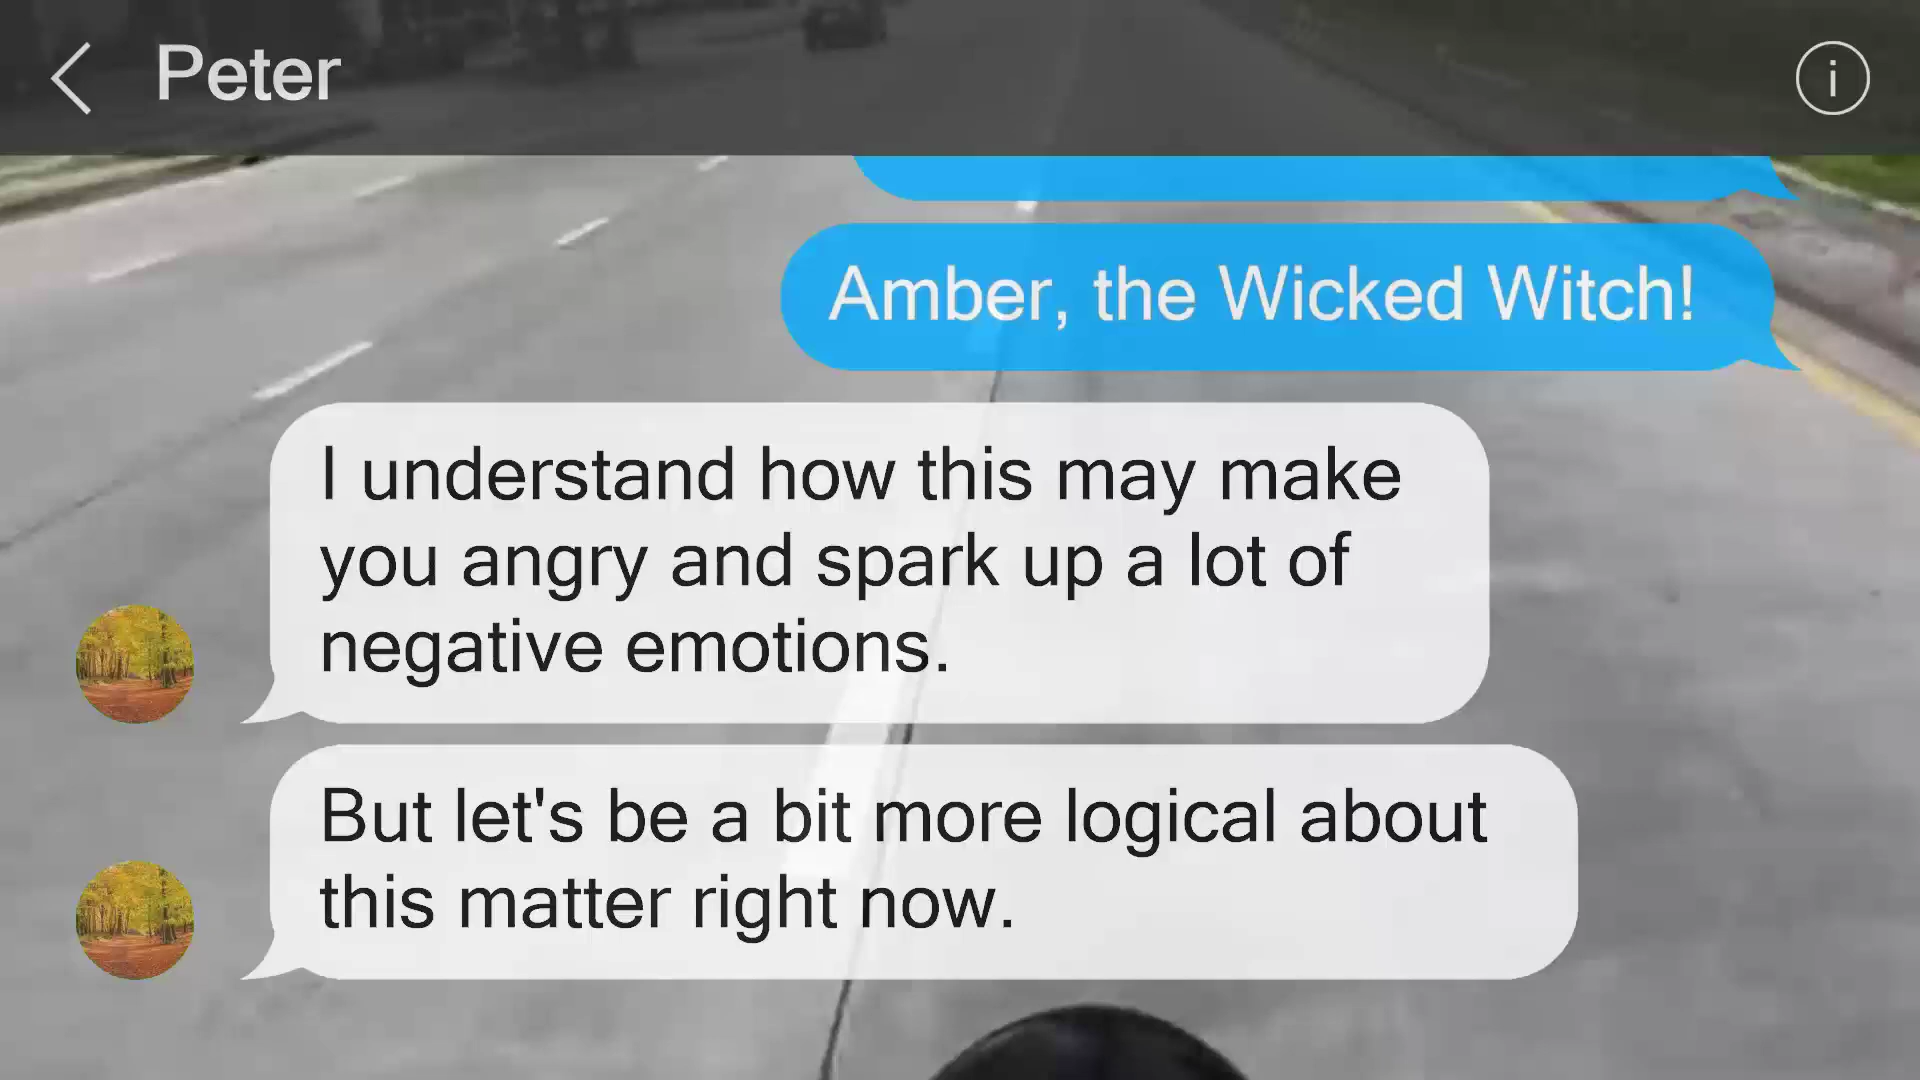 Peter
i
Amber, the Wicked Witch!
I understand how this may make
you angry and spark up a lot of
negative emotions.
But let's be a bit more logical about
this matter right now.